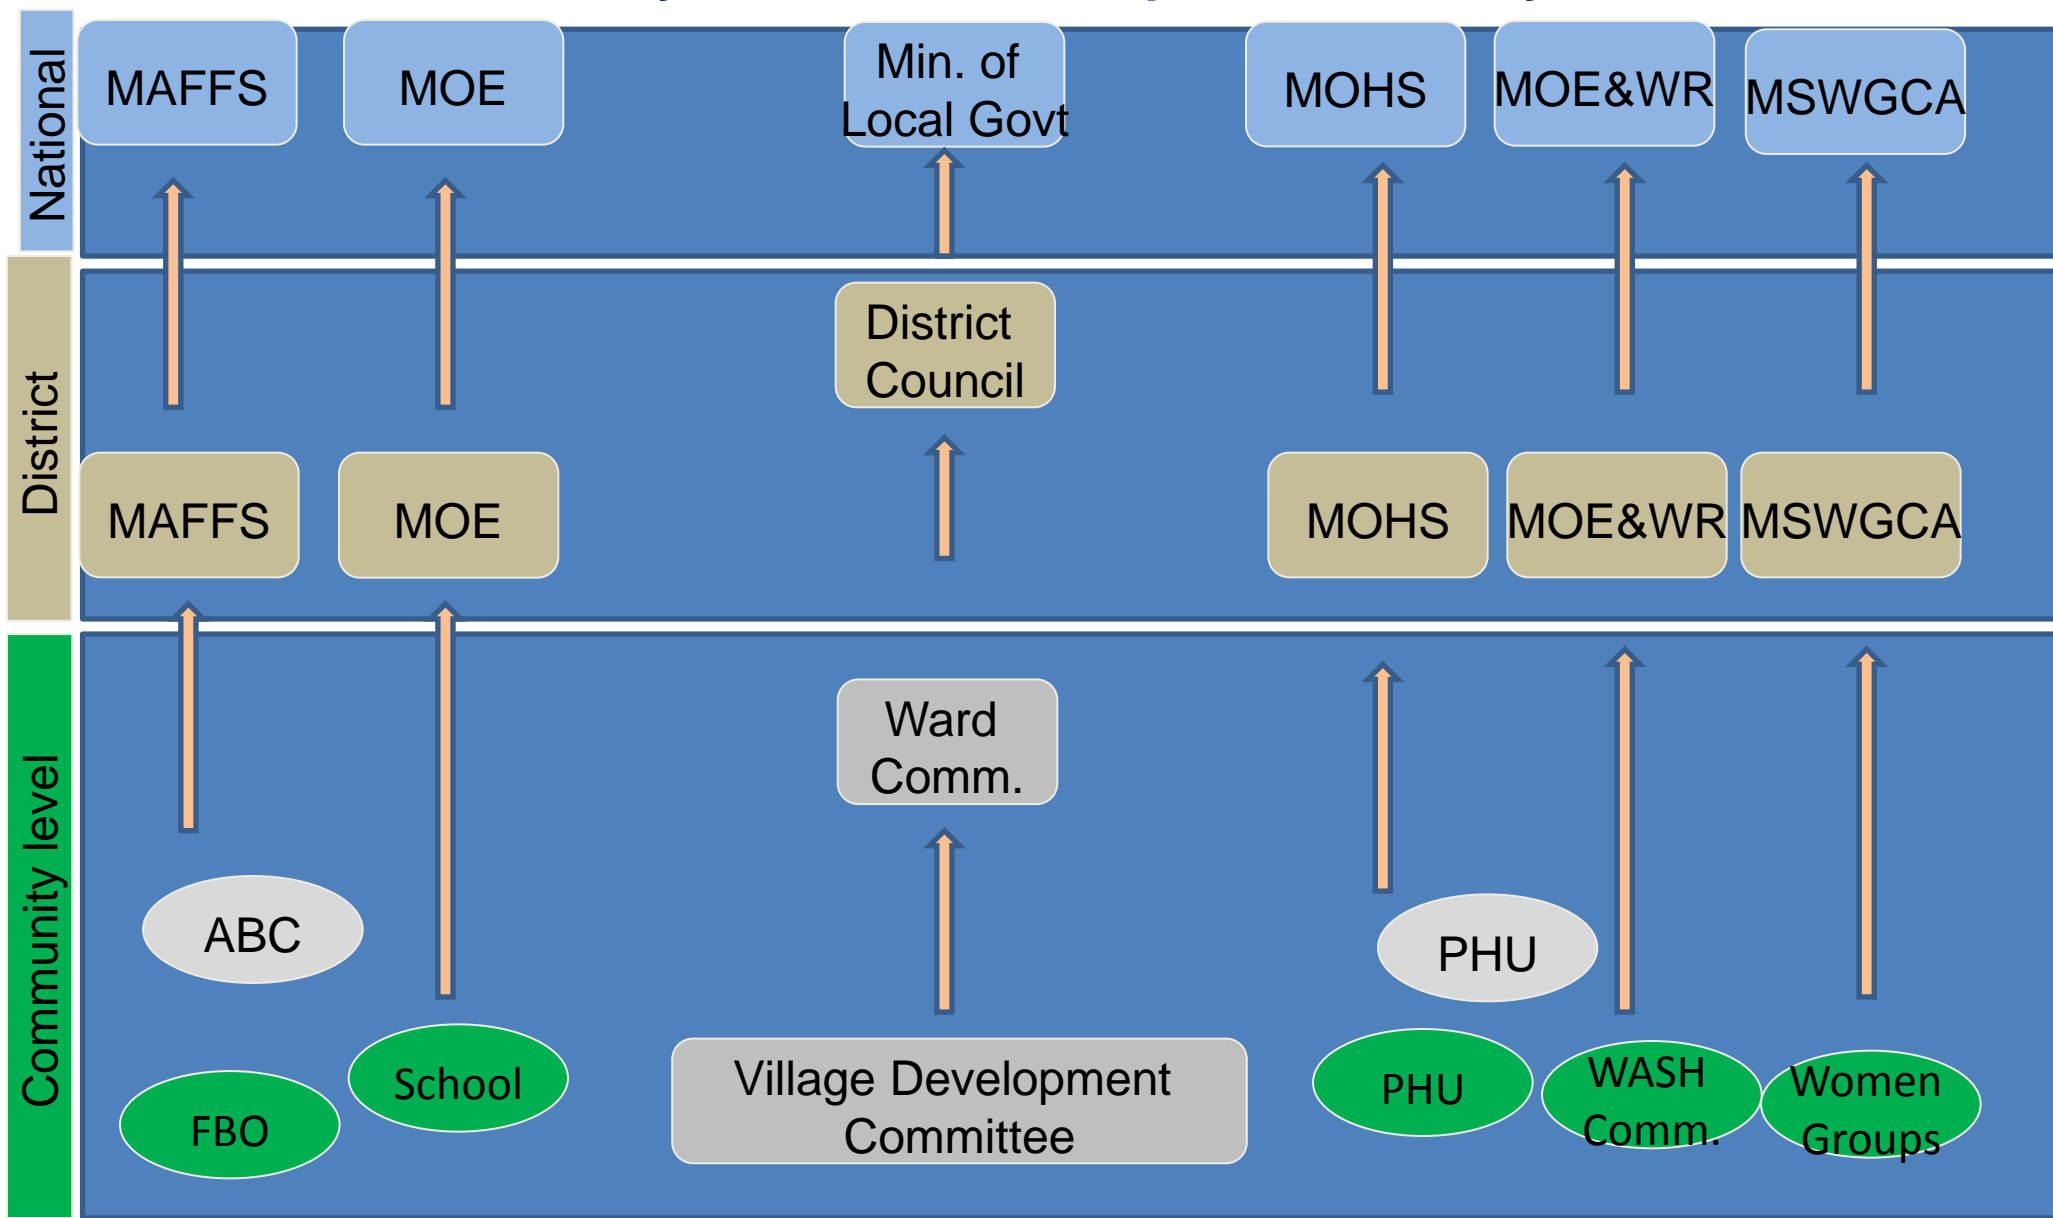 National
MAFFS
MOE
Min. of
Local Govt
MOHS
MOE&WR
MSWGCA
District
District
Council
MAFFS
MOE
MOHS
MOE&WR
MSWGCA
Community level
Ward
Comm.
ABC
PHU
FBO
School
Village Development
Committee
PHU
WASH
Comm.
Women
Groups